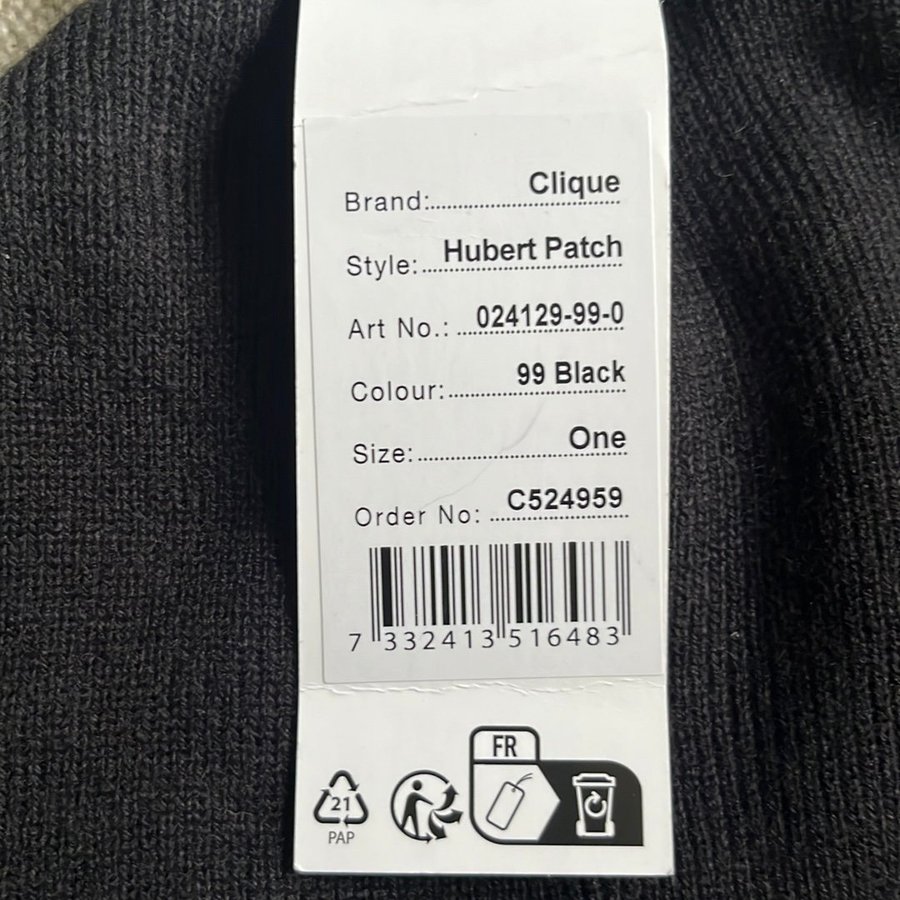 Brand: Clique
Style: Hubert Patch
Art No.: 024129-99-0
Colour: 99 Black
Size: One
Order No: C524959
7 332413 516483
FR
21
PAP